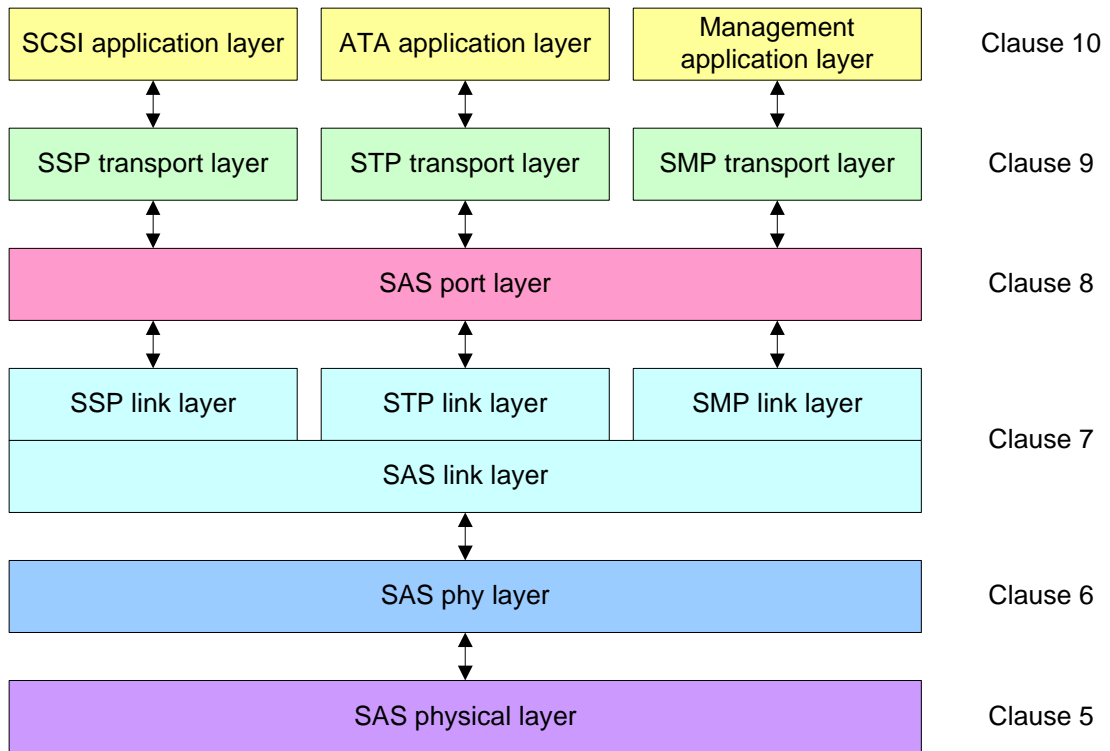 SCSI application layer
ATA application layer
Management
application layer
Clause 10
SSP transport layer
STP transport layer
SMP transport layer
Clause 9
SAS port layer
Clause 8
SSP link layer
STP link layer
SMP link layer
SAS link layer
Clause 7
SAS phy layer
Clause 6
SAS physical layer
Clause 5